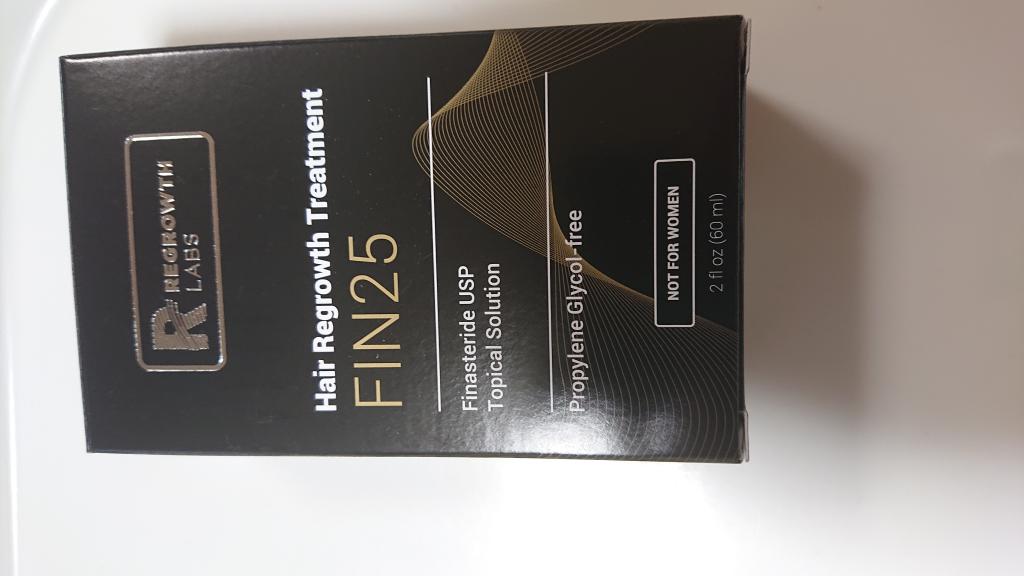 REGROWTH
LABS
Hair Regrowth Treatment
FIN25
Finasteride USP
Topical Solution
Propylene Glycol-free
NOT FOR WOMEN
2 fl oz (60 ml)